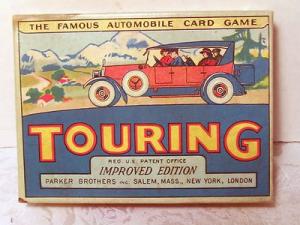 THE FAMOUS AUTOMOBILE CARD GAME
TOURING
REG. U.S. PATENT OFFICE
IMPROVED EDITION
PARKER BROTHERS INC. SALEM, MASS., NEW YORK, LONDON